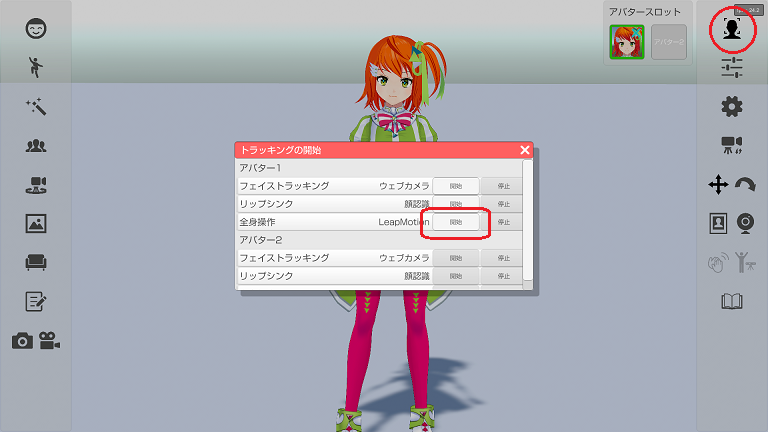 アバタースロット
アバター2
24.2
トラッキングの開始
アバター1
フェイストラッキング ウェブカメラ 開始 停止
リップシンク 顔認識 開始 停止
全身操作 LeapMotion 開始 停止
アバター2
フェイストラッキング ウェブカメラ 開始 停止
リップシンク 顔認識 開始 停止